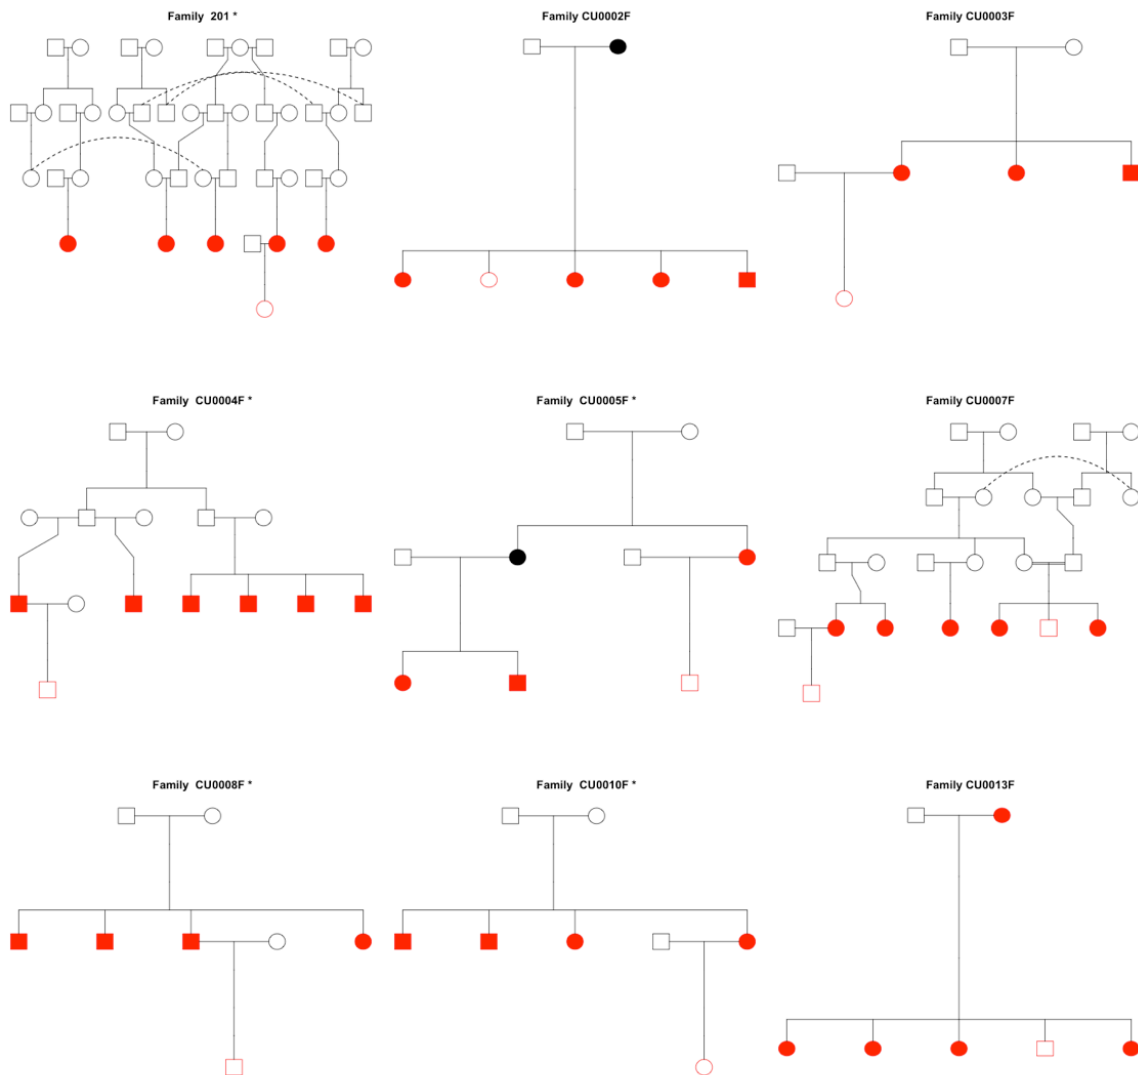 Family 201 *
Family CU0002F
Family CU0003F
Family CU0004F *
Family CU0005F *
Family CU0007F
Family CU0008F *
Family CU0010F *
Family CU0013F